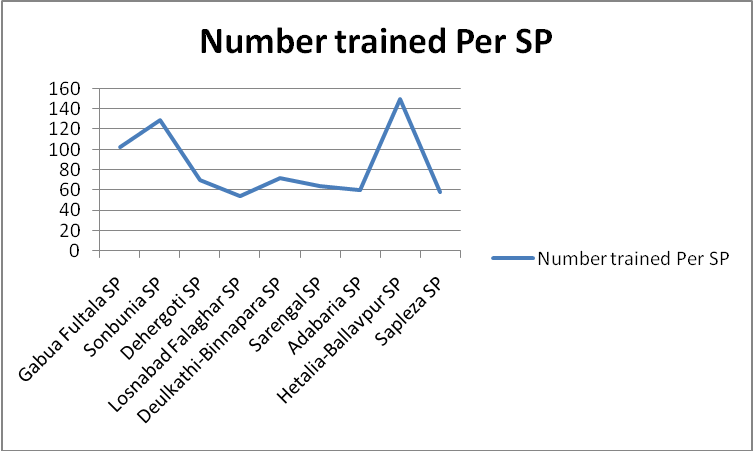 Number trained Per SP
160
140
120
100
80
60
40
20
0
Gabua Fultala SP
Sonbunia SP
Dehergoti SP
Losnabad Falaghar SP
Deulkathi-Binnapara SP
Sarengal SP
Adabaria SP
Hetalia-Ballavpur SP
Sapleza SP
Number trained Per SP